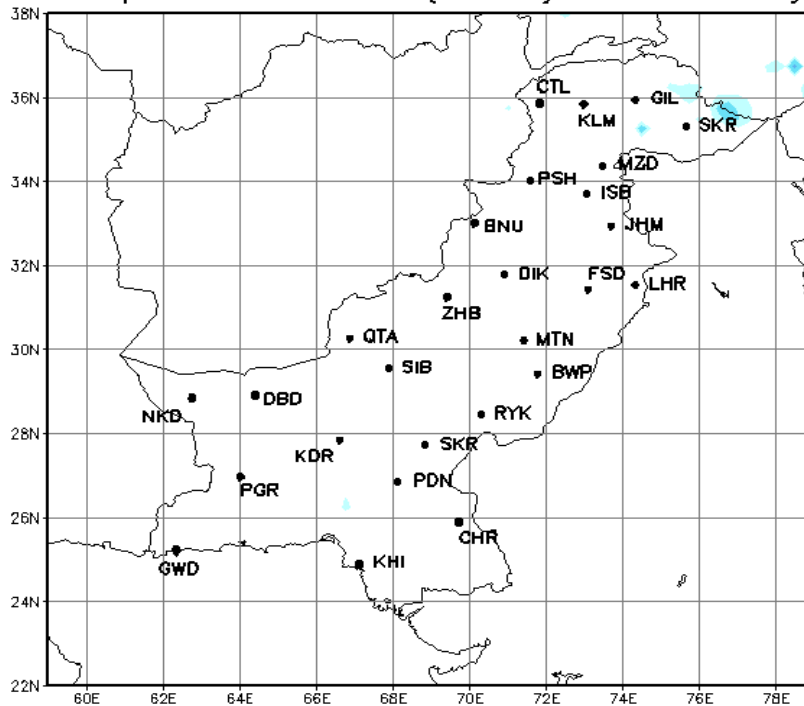 38N
36N
34N
32N
30N
28N
26N
24N
22N
CTL
KLM
GIL
SKR
MZD
PSH
ISB
BNU
JHM
DIK
FSD
LHR
ZHB
QTA
MTN
SIB
BWP
NKD
DBD
RYK
KDR
SKR
PGR
PDN
CHR
GWD
KHI
60E 62E 64E 66E 68E 70E 72E 74E 76E 78E